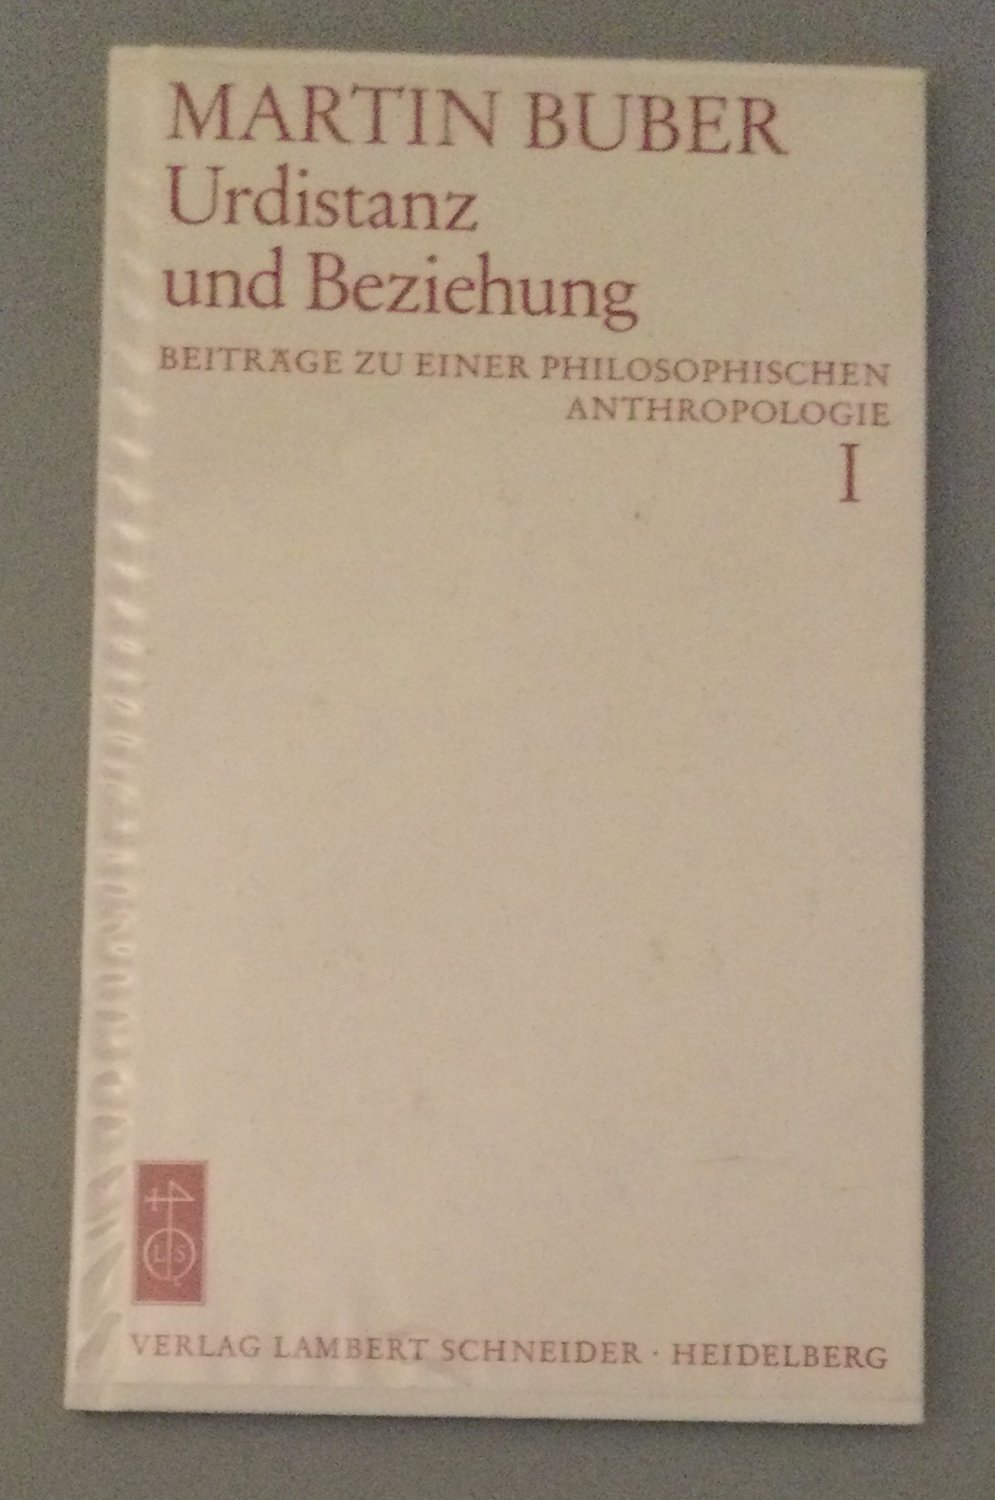 MARTIN BUBER
Urdistanz
und Beziehung
BEITRÄGE ZU EINER PHILOSOPHISCHEN
ANTHROPOLOGIE
I
L S
VERLAG LAMBERT SCHNEIDER · HEIDELBERG